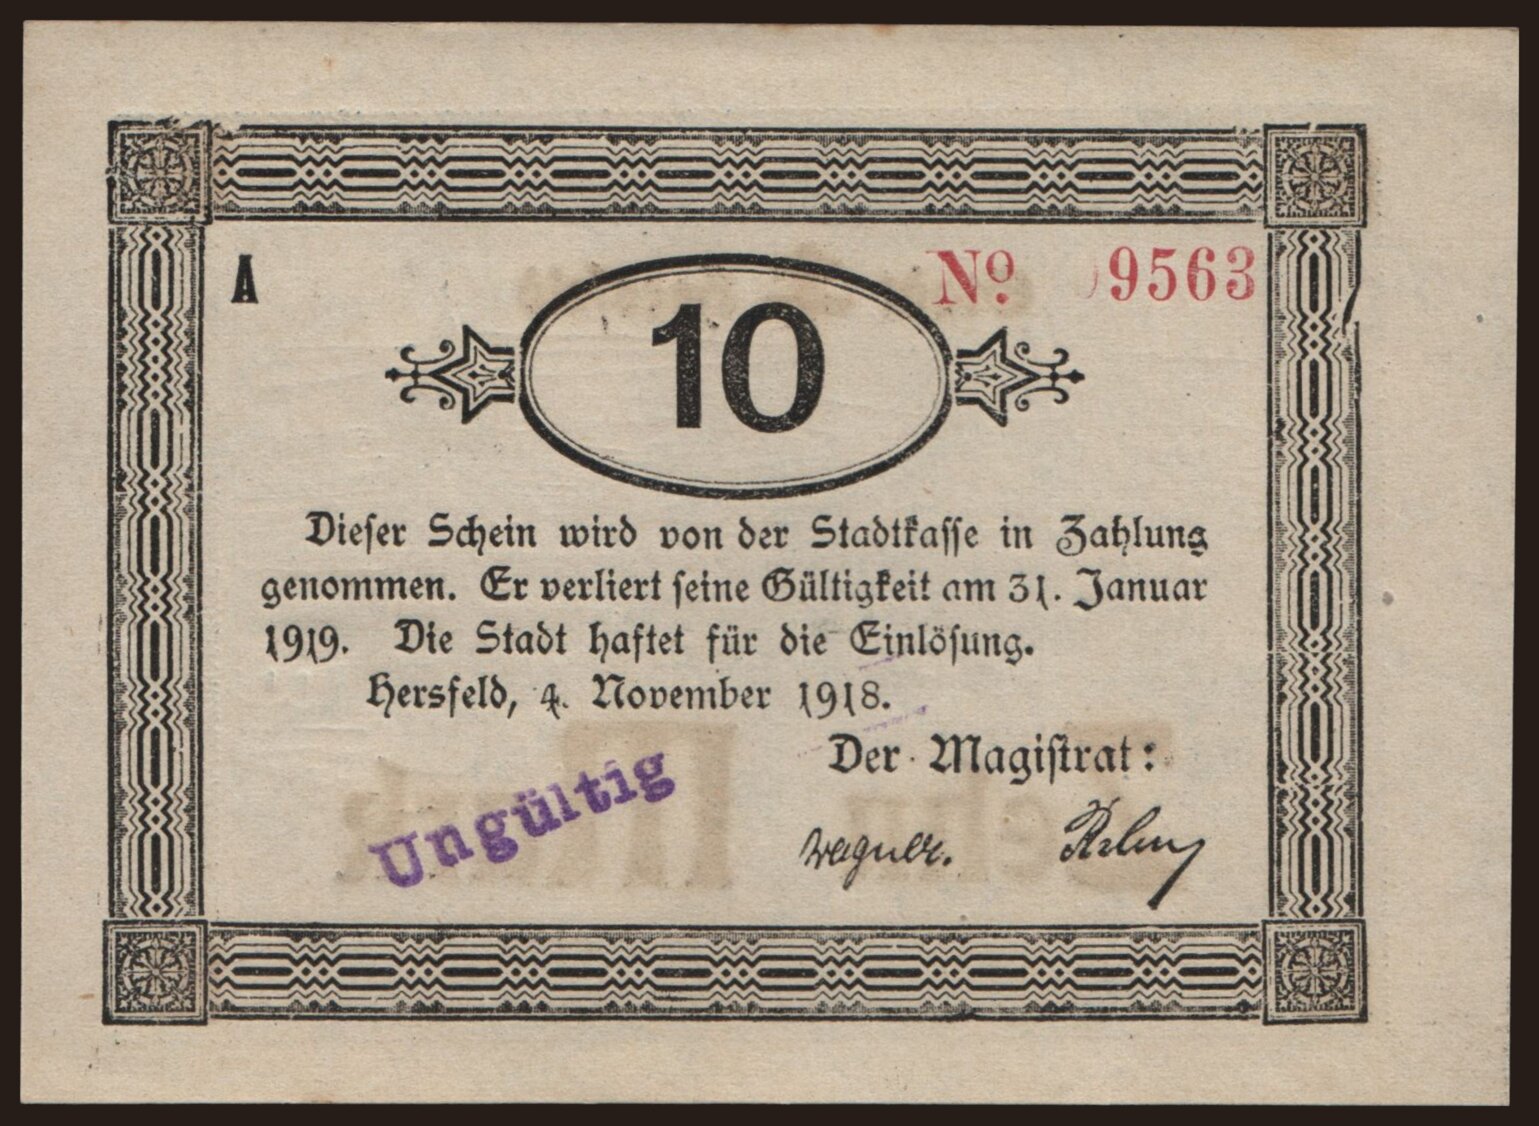 A
Nº 9563
10
Dieser Schein wird von der Stadtkasse in Zahlung
genommen. Er verliert seine Gültigkeit am 31. Januar
1919. Die Stadt haftet für die Einlösung.
Hersfeld, 4. November 1918.
Der Magistrat:
Ungültig
Wagner.